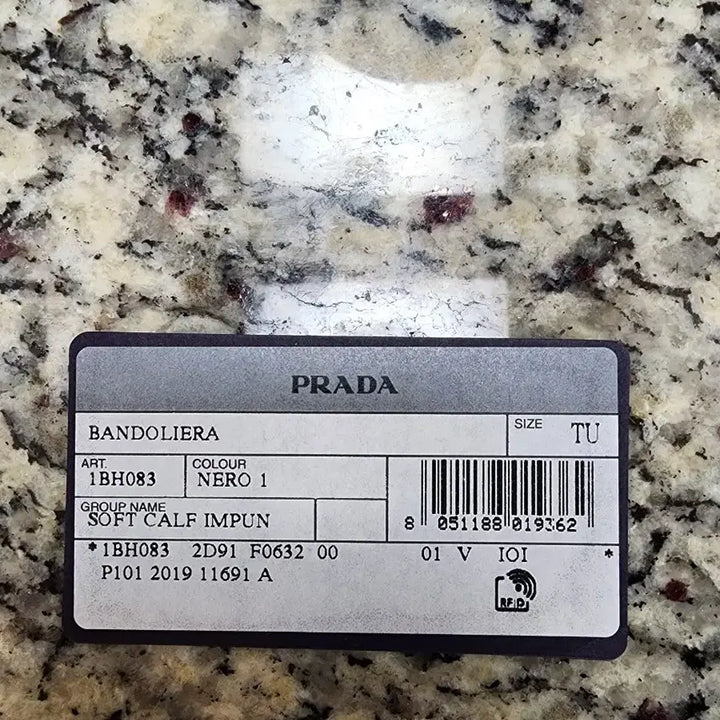 PRADA
BANDOLIERA SIZE TU
ART. 1BH083 COLOUR NERO 1
GROUP NAME SOFT CALF IMPUN
8 051188 019362
*1BH083 2D91 F0632 00 01 V IOI *
P101 2019 11691 A
RFID